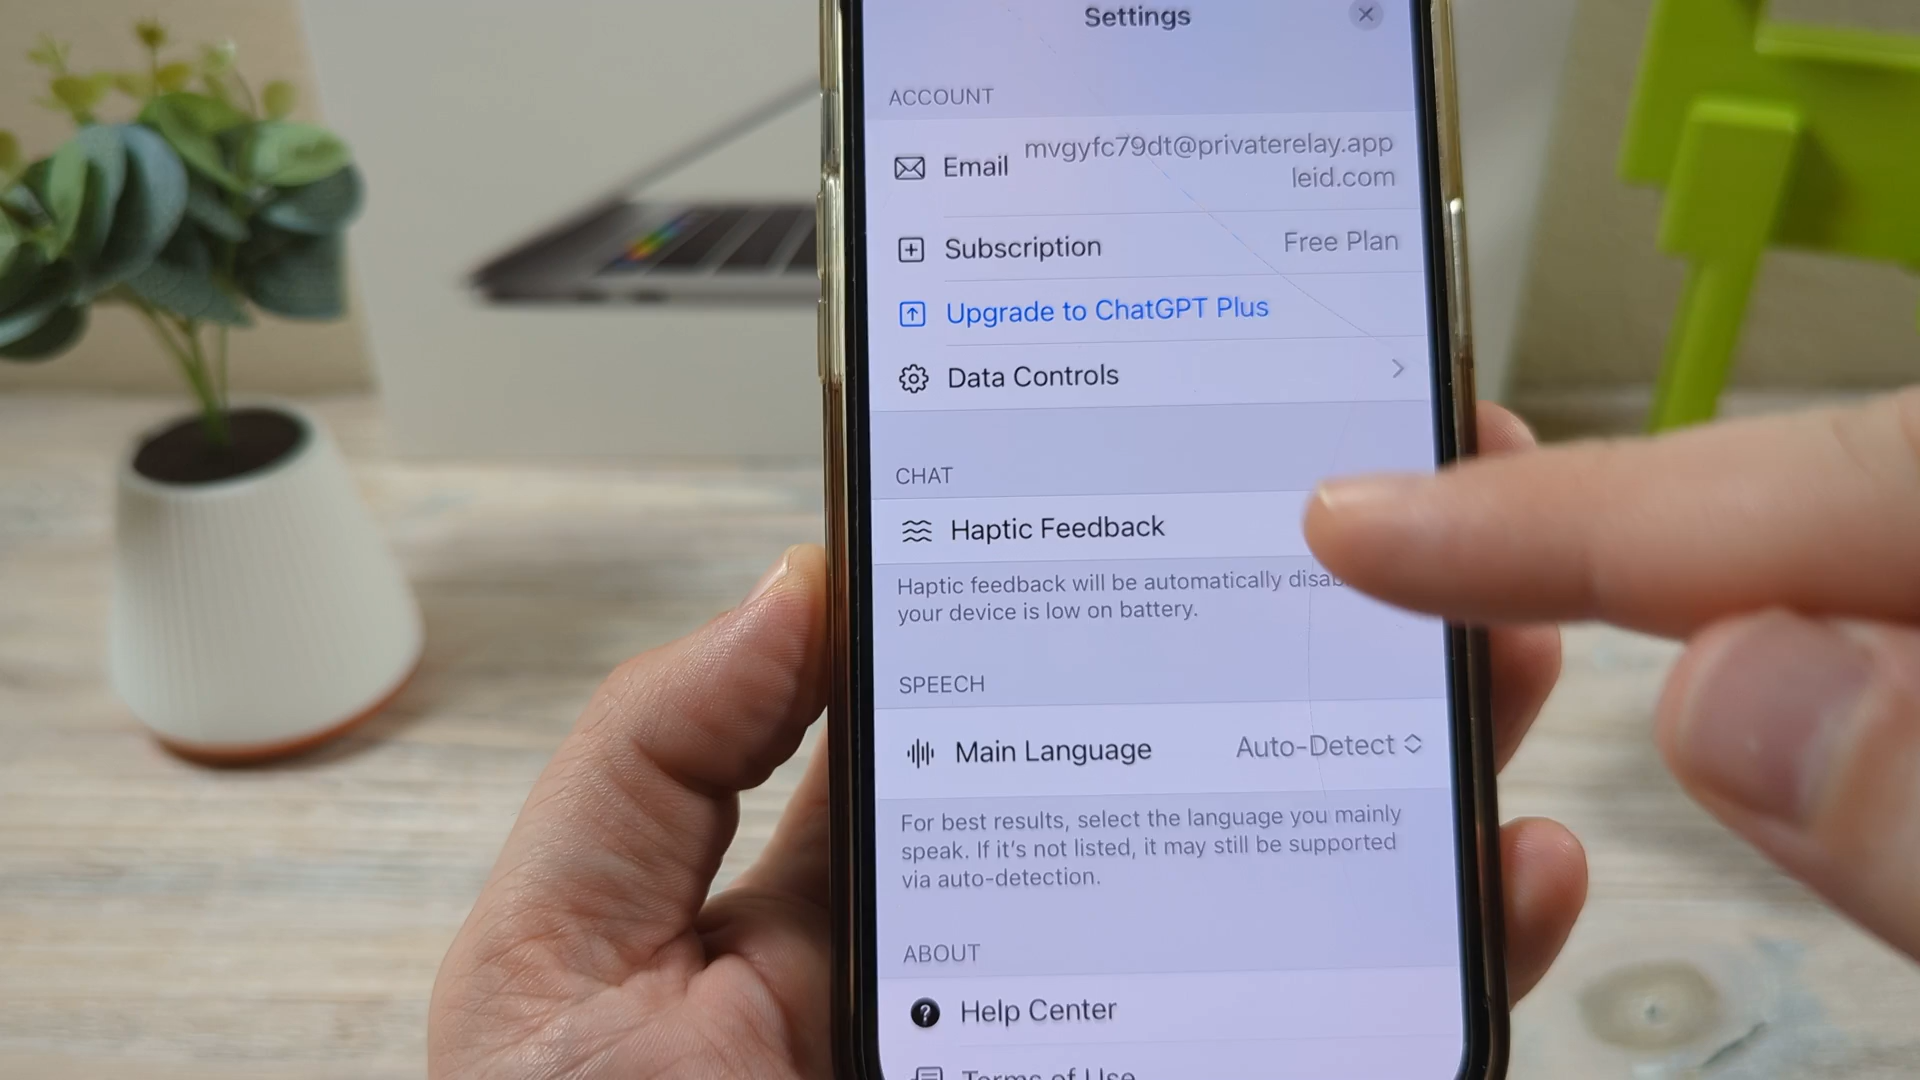 Settings
ACCOUNT
Email
mvgyfc79dt@privaterelay.app
leid.com
Subscription
Free Plan
Upgrade to ChatGPT Plus
Data Controls
CHAT
Haptic Feedback
Haptic feedback will be automatically
your device is low on battery.
SPEECH
Main Language
Auto-Detect
For best results, select the language you mainly
speak. If it's not listed, it may still be supported
via auto-detection.
ABOUT
Help Center
Terms of Use